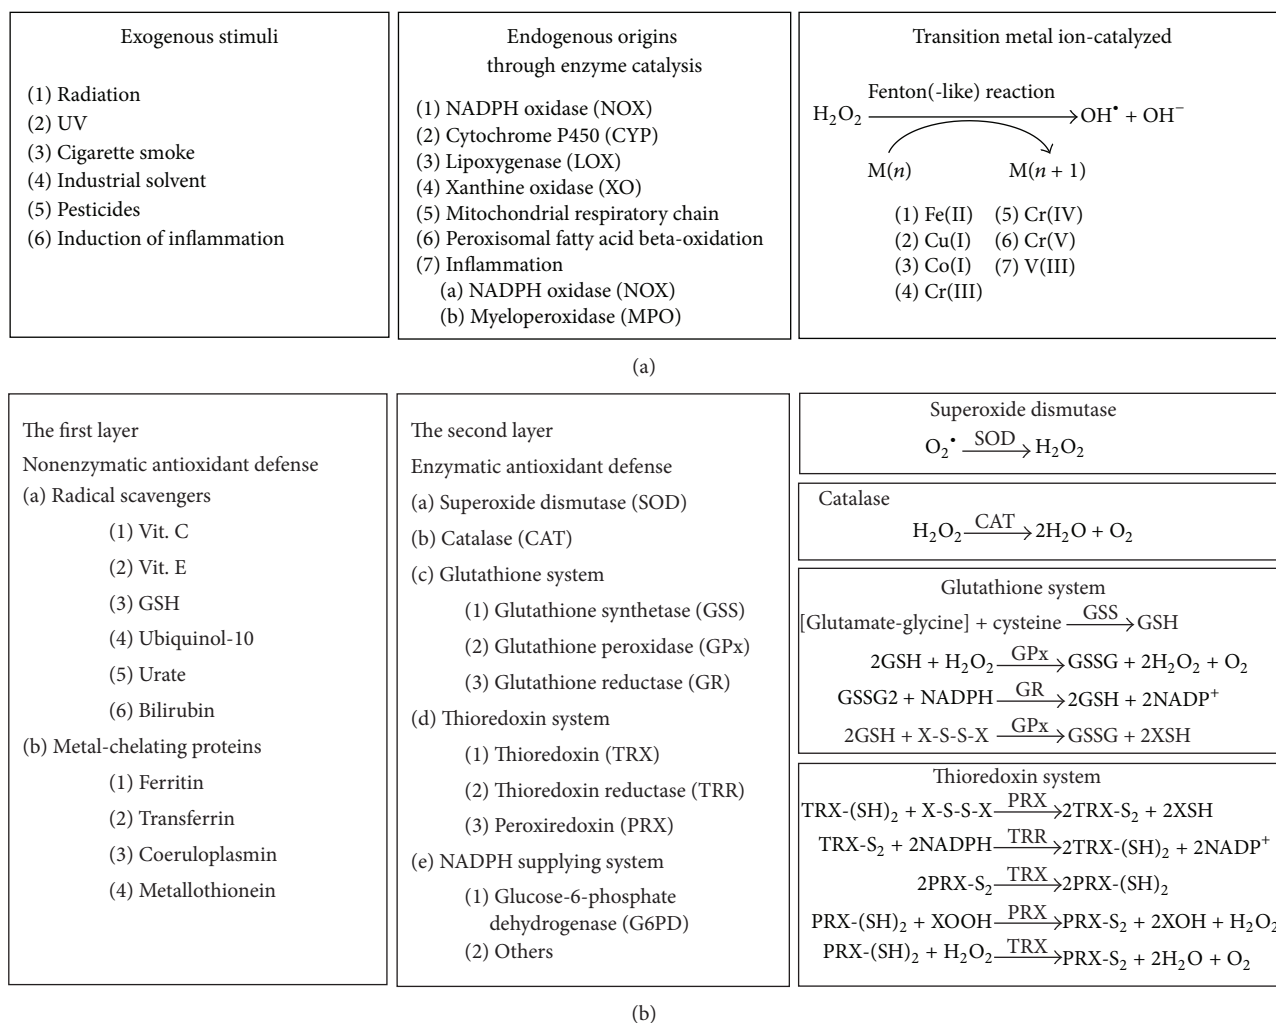 Exogenous stimuli
(1) Radiation
(2) UV
(3) Cigarette smoke
(4) Industrial solvent
(5) Pesticides
(6) Induction of inflammation
Endogenous origins
through enzyme catalysis
(1) NADPH oxidase (NOX)
(2) Cytochrome P450 (CYP)
(3) Lipoxygenase (LOX)
(4) Xanthine oxidase (XO)
(5) Mitochondrial respiratory chain
(6) Peroxisomal fatty acid beta-oxidation
(7) Inflammation
(a) NADPH oxidase (NOX)
(b) Myeloperoxidase (MPO)
Transition metal ion-catalyzed
Fenton(-like) reaction
H₂O₂ ⟶ OH• + OH⁻
M(n) M(n + 1)
(1) Fe(II) (5) Cr(IV)
(2) Cu(I) (6) Cr(V)
(3) Co(I) (7) V(III)
(4) Cr(III)
(a)
The first layer
Nonenzymatic antioxidant defense
(a) Radical scavengers
(1) Vit. C
(2) Vit. E
(3) GSH
(4) Ubiquinol-10
(5) Urate
(6) Bilirubin
(b) Metal-chelating proteins
(1) Ferritin
(2) Transferrin
(3) Coeruloplasmin
(4) Metallothionein
The second layer
Enzymatic antioxidant defense
(a) Superoxide dismutase (SOD)
(b) Catalase (CAT)
(c) Glutathione system
(1) Glutathione synthetase (GSS)
(2) Glutathione peroxidase (GPx)
(3) Glutathione reductase (GR)
(d) Thioredoxin system
(1) Thioredoxin (TRX)
(2) Thioredoxin reductase (TRR)
(3) Peroxiredoxin (PRX)
(e) NADPH supplying system
(1) Glucose-6-phosphate
dehydrogenase (G6PD)
(2) Others
Superoxide dismutase
O₂• SOD⟶ H₂O₂
Catalase
H₂O₂ CAT⟶ 2H₂O + O₂
Glutathione system
[Glutamate-glycine] + cysteine GSS⟶ GSH
2GSH + H₂O₂ GPx⟶ GSSG + 2H₂O₂ + O₂
GSSG2 + NADPH GR⟶ 2GSH + 2NADP⁺
2GSH + X-S-S-X GPx⟶ GSSG + 2XSH
Thioredoxin system
TRX-(SH)₂ + X-S-S-X PRX⟶ 2TRX-S₂ + 2XSH
TRX-S₂ + 2NADPH TRR⟶ 2TRX-(SH)₂ + 2NADP⁺
2PRX-S₂ TRX⟶ 2PRX-(SH)₂
PRX-(SH)₂ + XOOH PRX⟶ PRX-S₂ + 2XOH + H₂O₂
PRX-(SH)₂ + H₂O₂ TRX⟶ PRX-S₂ + 2H₂O + O₂
(b)